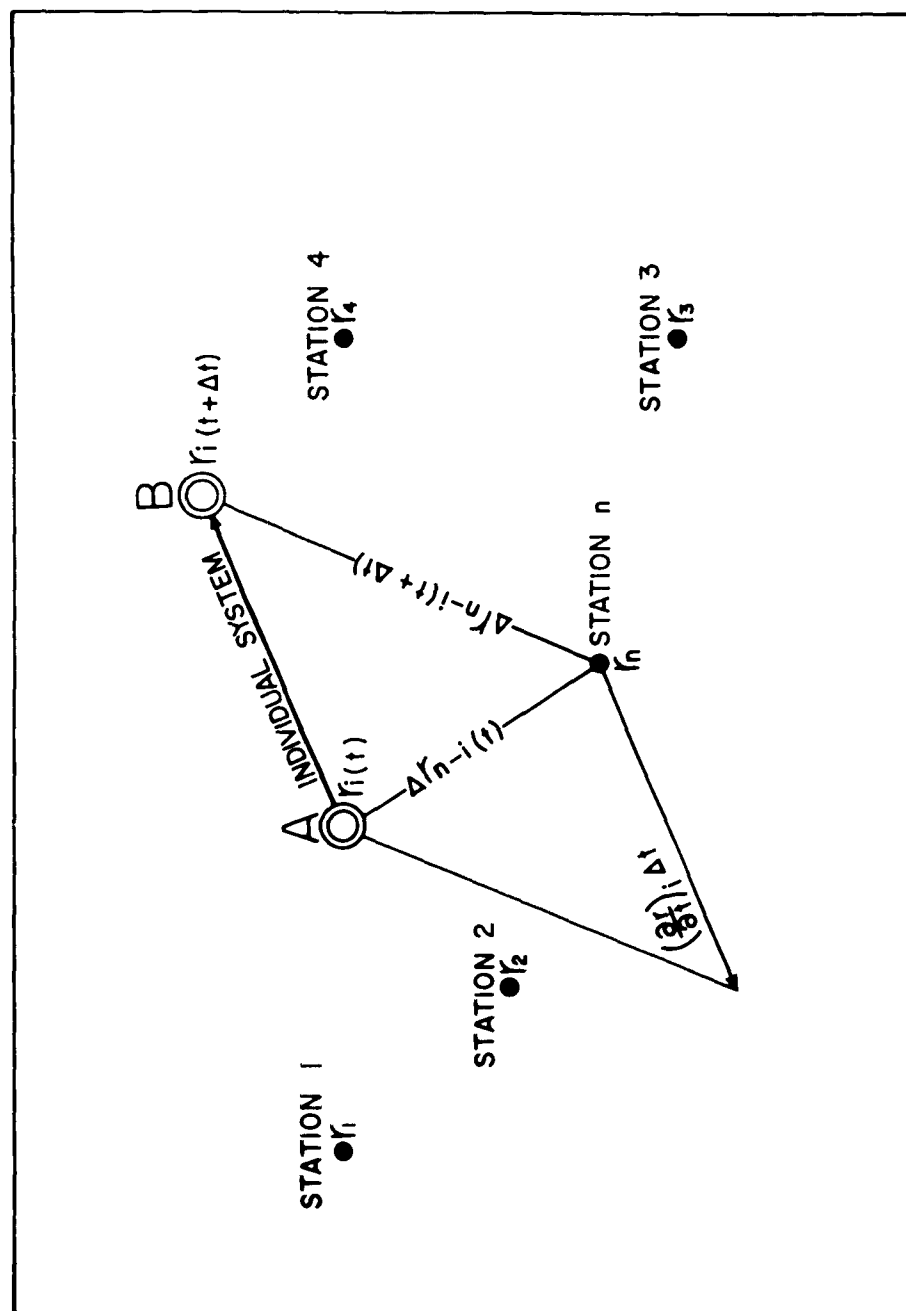 B
ri(t+Δt)
INDIVIDUAL SYSTEM
STATION 4
r4
A
ri(t)
Δrn-i(t+Δt)
STATION 1
r1
STATION 2
r2
Δrn-i(t)
STATION n
rn
STATION 3
r3
(∂r/∂t)i Δt